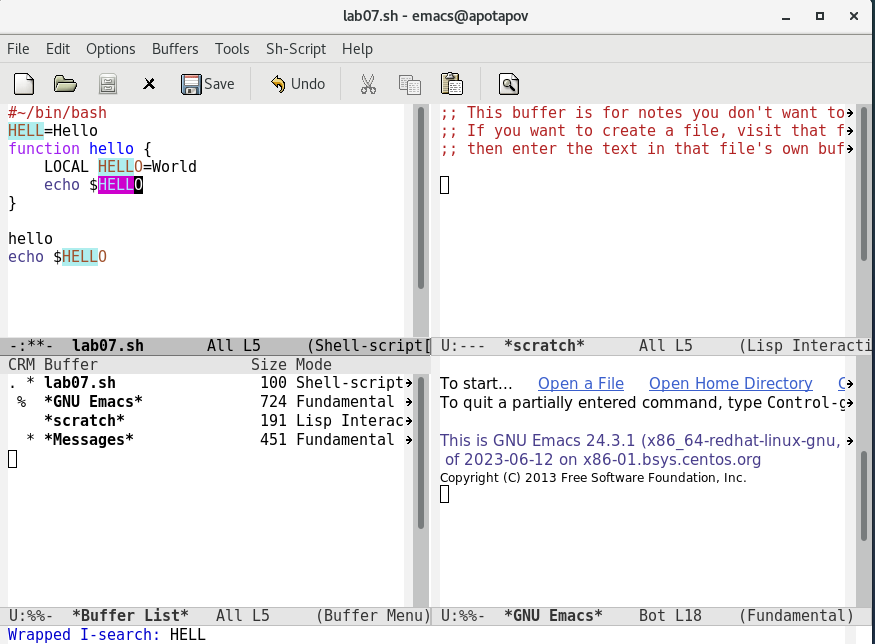 lab07.sh - emacs@apotapov
File Edit Options Buffers Tools Sh-Script Help
Save Undo
#~/bin/bash
HELL=Hello
function hello {
    LOCAL HELLO=World
    echo $HELLO
}
hello
echo $HELLO
-:**- lab07.sh All L5 (Shell-script[
;; This buffer is for notes you don't want to
;; If you want to create a file, visit that f
;; then enter the text in that file's own buf
U:--- *scratch* All L5 (Lisp Interacti
CRM Buffer Size Mode
. * lab07.sh 100 Shell-script
% *GNU Emacs* 724 Fundamental
*scratch* 191 Lisp Interac
* *Messages* 451 Fundamental
U:%%- *Buffer List* All L5 (Buffer Menu)
To start... Open a File Open Home Directory
To quit a partially entered command, type Control-g
This is GNU Emacs 24.3.1 (x86_64-redhat-linux-gnu,
of 2023-06-12 on x86-01.bsys.centos.org
Copyright (C) 2013 Free Software Foundation, Inc.
U:%%- *GNU Emacs* Bot L18 (Fundamental)
Wrapped I-search: HELL